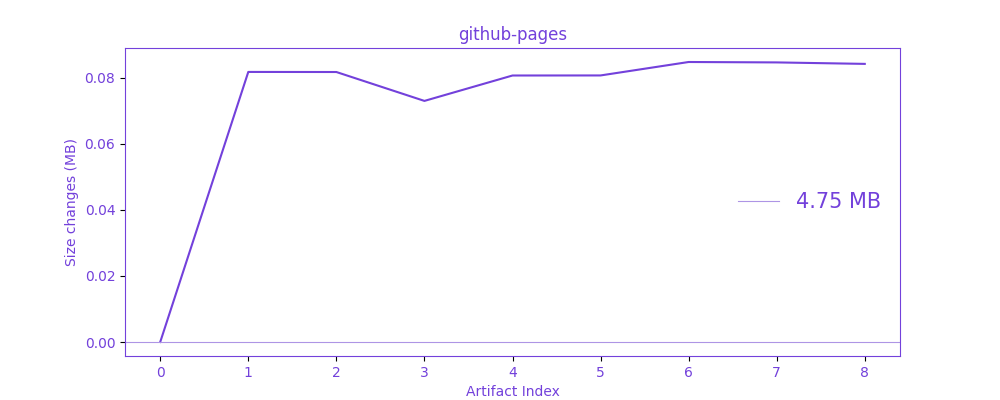 github-pages
Size changes (MB)
0.08
0.06
0.04
0.02
0.00
4.75 MB
0 1 2 3 4 5 6 7 8
Artifact Index